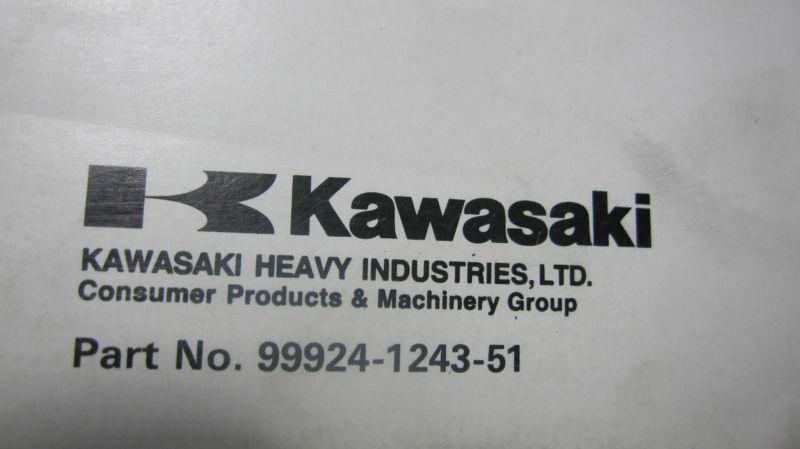 Kawasaki
KAWASAKI HEAVY INDUSTRIES, LTD.
Consumer Products & Machinery Group
Part No. 99924-1243-51